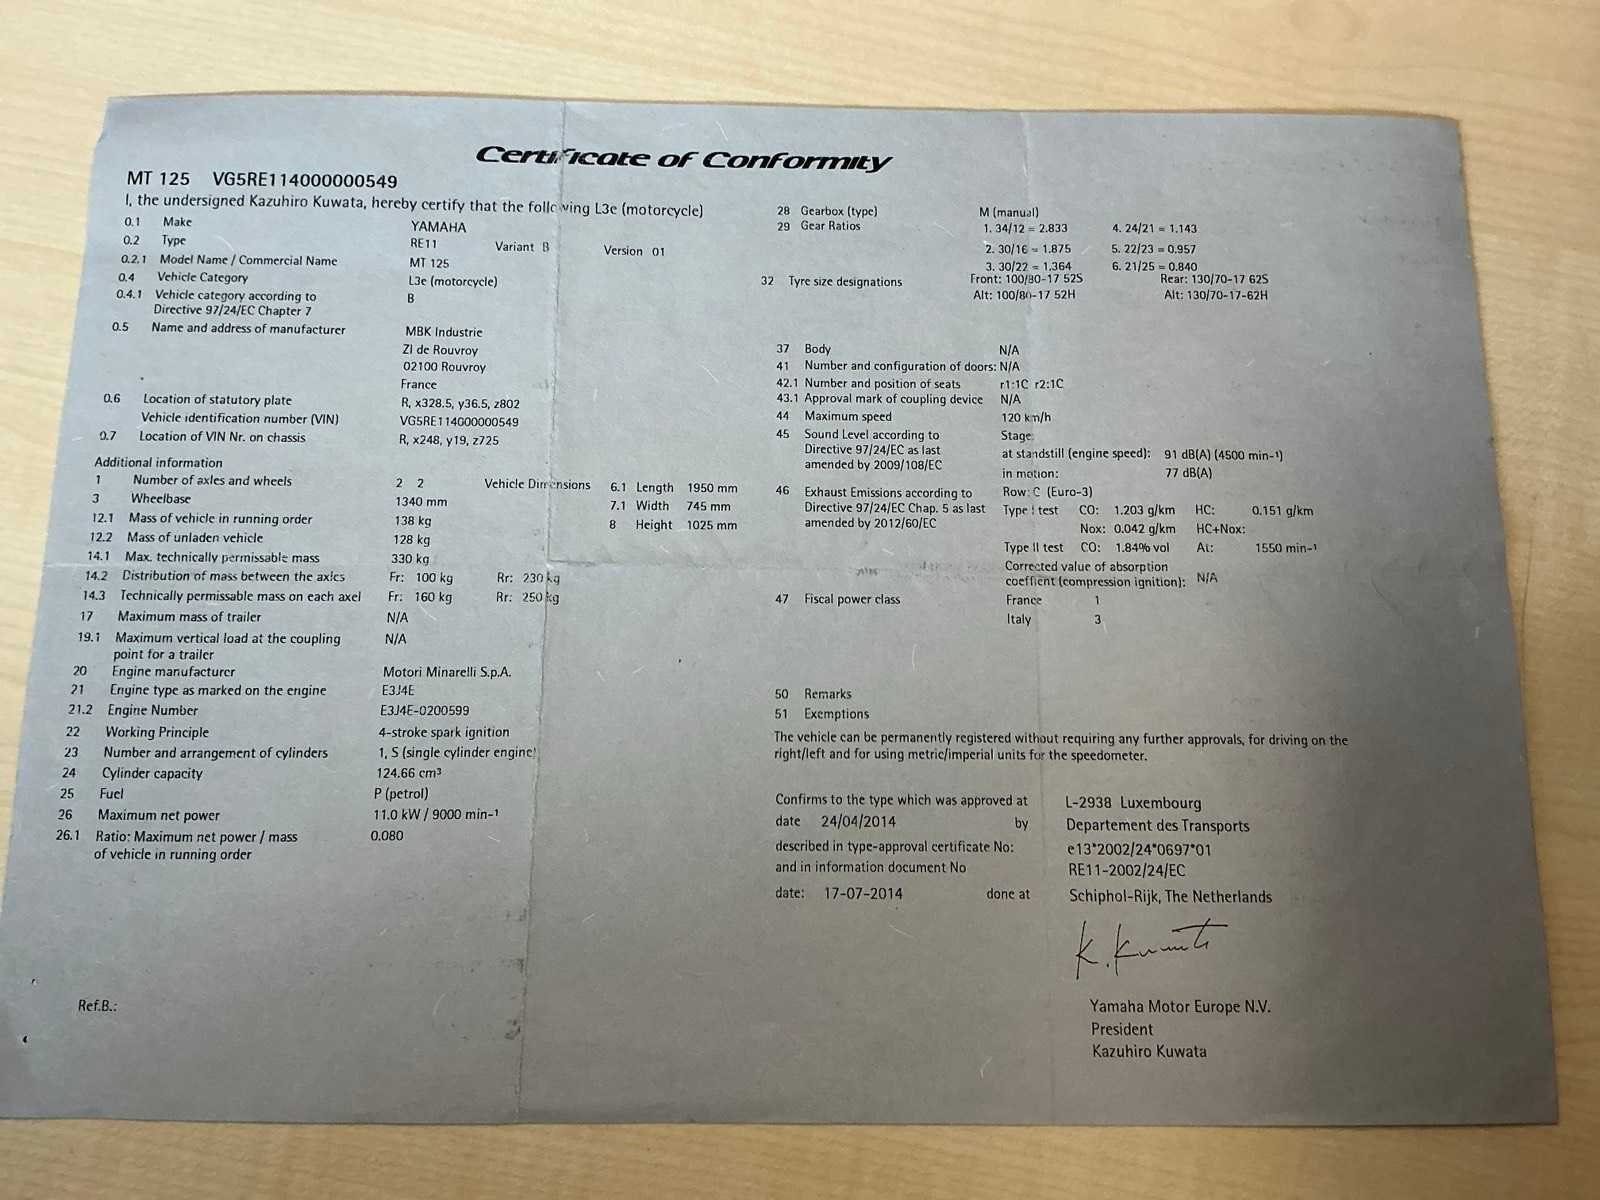 Certificate of Conformity
MT 125 VG5RE114000000549
I, the undersigned Kazuhiro Kuwata, hereby certify that the following L3e (motorcycle)
0.1 Make YAMAHA
0.2 Type RE11 Variant B Version 01
0.2.1 Model Name / Commercial Name MT 125
0.4 Vehicle Category L3e (motorcycle)
0.4.1 Vehicle category according to B
Directive 97/24/EC Chapter 7
0.5 Name and address of manufacturer MBK Industrie
ZI de Rouvroy
02100 Rouvroy
France
0.6 Location of statutory plate R, x328.5, y36.5, z802
Vehicle identification number (VIN) VG5RE114000000549
0.7 Location of VIN Nr. on chassis R, x248, y19, z725
Additional information
1 Number of axles and wheels 2 2 Vehicle Dimensions 6.1 Length 1950 mm
3 Wheelbase 1340 mm 7.1 Width 745 mm
12.1 Mass of vehicle in running order 138 kg 8 Height 1025 mm
12.2 Mass of unladen vehicle 128 kg
14.1 Max. technically permissable mass 330 kg
14.2 Distribution of mass between the axles Fr: 100 kg Rr: 230 kg
14.3 Technically permissable mass on each axel Fr: 160 kg Rr: 250 kg
17 Maximum mass of trailer N/A
19.1 Maximum vertical load at the coupling N/A
point for a trailer
20 Engine manufacturer Motori Minarelli S.p.A.
21 Engine type as marked on the engine E3J4E
21.2 Engine Number E3J4E-0200599
22 Working Principle 4-stroke spark ignition
23 Number and arrangement of cylinders 1, S (single cylinder engine)
24 Cylinder capacity 124.66 cm³
25 Fuel P (petrol)
26 Maximum net power 11.0 kW / 9000 min-¹
26.1 Ratio: Maximum net power / mass 0.080
of vehicle in running order
Ref.B.:
28 Gearbox (type) M (manual)
29 Gear Ratios 1. 34/12 = 2.833 4. 24/21 = 1.143
2. 30/16 = 1.875 5. 22/23 = 0.957
3. 30/22 = 1.364 6. 21/25 = 0.840
32 Tyre size designations Front: 100/80-17 52S Rear: 130/70-17 62S
Alt: 100/80-17 52H Alt: 130/70-17-62H
37 Body N/A
41 Number and configuration of doors: N/A
42.1 Number and position of seats r1:1C r2:1C
43.1 Approval mark of coupling device N/A
44 Maximum speed 120 km/h
45 Sound Level according to Stage:
Directive 97/24/EC as last at standstill (engine speed): 91 dB(A) (4500 min-¹)
amended by 2009/108/EC in motion: 77 dB(A)
46 Exhaust Emissions according to Row: C (Euro-3)
Directive 97/24/EC Chap. 5 as last Type I test CO: 1.203 g/km HC: 0.151 g/km
amended by 2012/60/EC Nox: 0.042 g/km HC+Nox:
Type II test CO: 1.84% vol At: 1550 min-¹
Corrected value of absorption
coeffient (compression ignition): N/A
47 Fiscal power class France 1
Italy 3
50 Remarks
51 Exemptions
The vehicle can be permanently registered without requiring any further approvals, for driving on the
right/left and for using metric/imperial units for the speedometer.
Confirms to the type which was approved at L-2938 Luxembourg
date 24/04/2014 by Departement des Transports
described in type-approval certificate No: e13*2002/24*0697*01
and in information document No RE11-2002/24/EC
date: 17-07-2014 done at Schiphol-Rijk, The Netherlands
K. Kuwata
Yamaha Motor Europe N.V.
President
Kazuhiro Kuwata